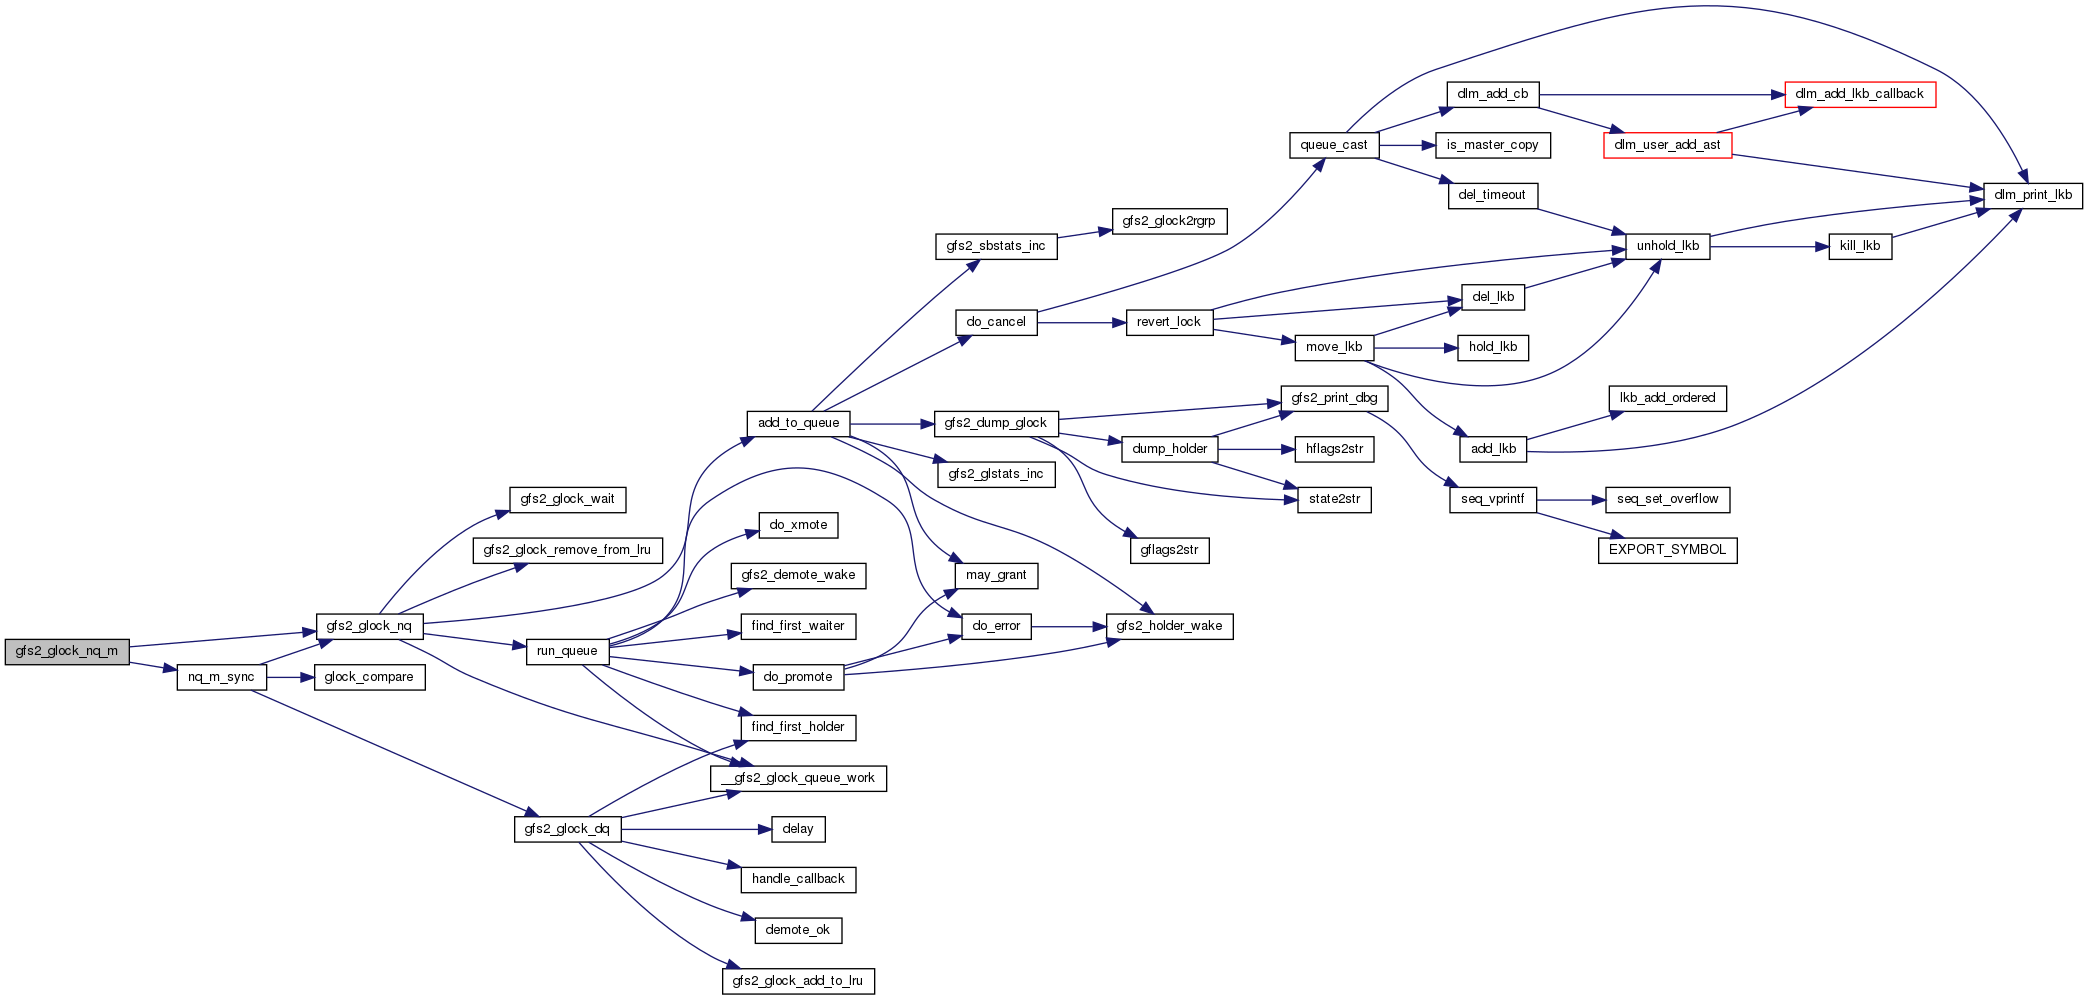 gfs2_glock_nq_m
gfs2_glock_nq
nq_m_sync
glock_compare
gfs2_glock_wait
gfs2_glock_remove_from_lru
run_queue
gfs2_glock_dq
add_to_queue
do_xmote
gfs2_demote_wake
find_first_waiter
do_promote
find_first_holder
__gfs2_glock_queue_work
delay
handle_callback
demote_ok
gfs2_glock_add_to_lru
gfs2_sbstats_inc
do_cancel
gfs2_dump_glock
gfs2_glstats_inc
may_grant
do_error
gfs2_glock2rgrp
revert_lock
dump_holder
gflags2str
gfs2_holder_wake
queue_cast
move_lkb
gfs2_print_dbg
hflags2str
state2str
dlm_add_cb
is_master_copy
del_timeout
del_lkb
hold_lkb
add_lkb
seq_vprintf
dlm_user_add_ast
unhold_lkb
lkb_add_ordered
seq_set_overflow
EXPORT_SYMBOL
dlm_add_lkb_callback
kill_lkb
dlm_print_lkb